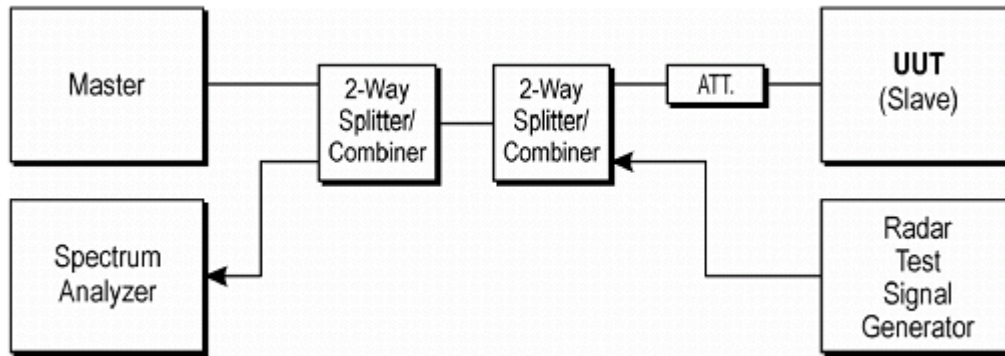 Master
2-Way
Splitter/
Combiner
2-Way
Splitter/
Combiner
ATT.
UUT
(Slave)
Spectrum
Analyzer
Radar
Test
Signal
Generator